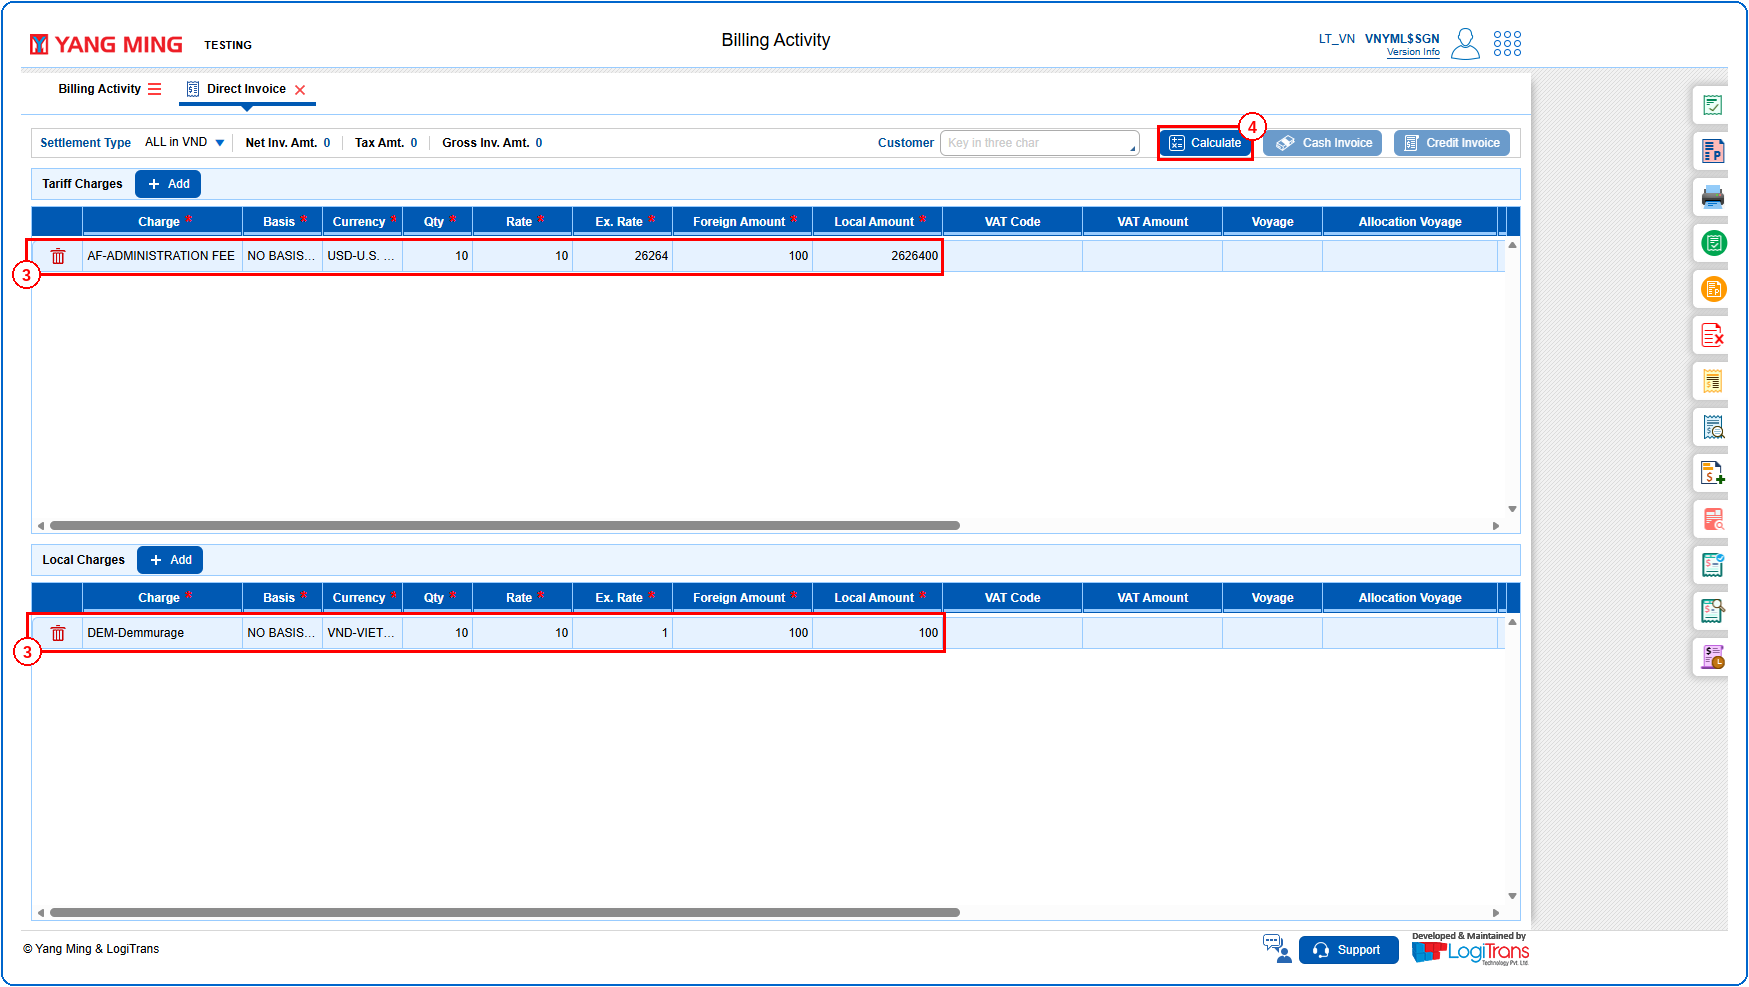 YANG MING TESTING
Billing Activity
LT_VN VNYML$SGN
Version Info
Billing Activity
Direct Invoice
Settlement Type ALL in VND Net Inv. Amt. 0 Tax Amt. 0 Gross Inv. Amt. 0 Customer Key in three char Calculate Cash Invoice Credit Invoice
4
Tariff Charges + Add
Charge * Basis * Currency * Qty * Rate * Ex. Rate * Foreign Amount * Local Amount * VAT Code VAT Amount Voyage Allocation Voyage
AF-ADMINISTRATION FEE NO BASIS... USD-U.S. ... 10 10 26264 100 2626400
3
Local Charges + Add
Charge * Basis * Currency * Qty * Rate * Ex. Rate * Foreign Amount * Local Amount * VAT Code VAT Amount Voyage Allocation Voyage
DEM-Demmurage NO BASIS... VND-VIET... 10 10 1 100 100
3
© Yang Ming & LogiTrans
Support
Developed & Maintained by
LogiTrans
Technology Pvt. Ltd.